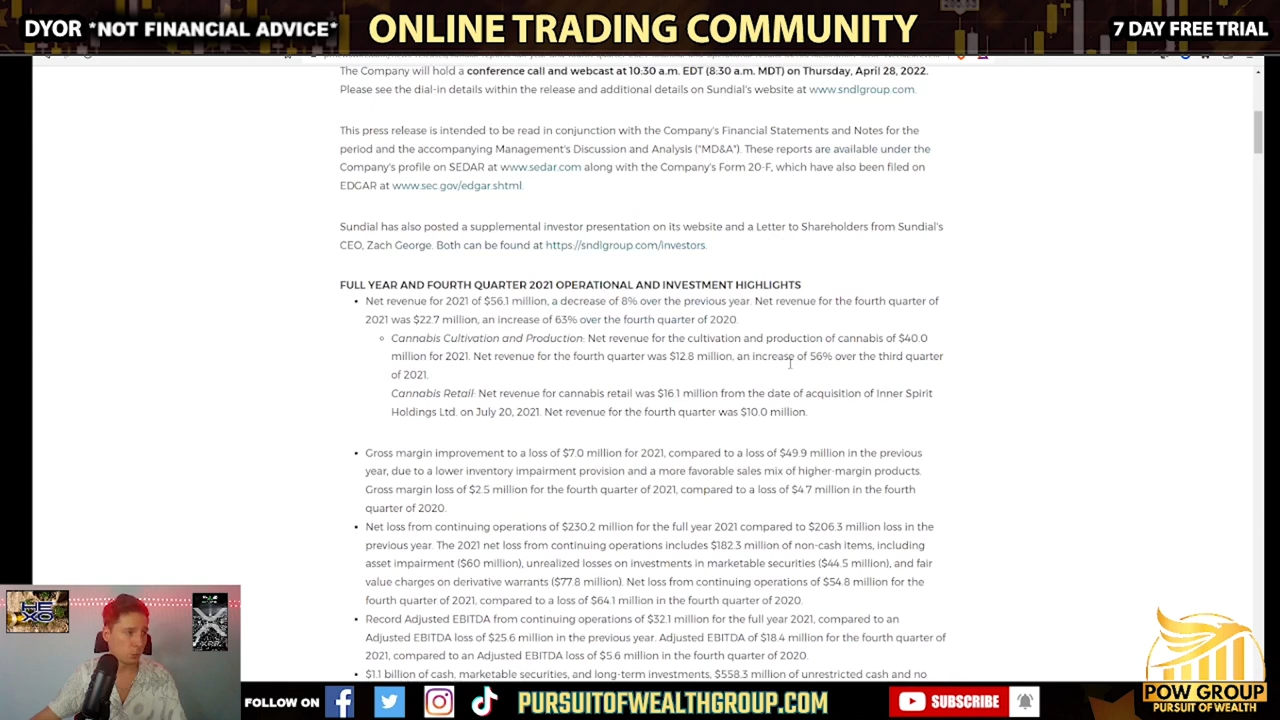 DYOR *NOT FINANCIAL ADVICE*
ONLINE TRADING COMMUNITY
7 DAY FREE TRIAL
The Company will hold a conference call and webcast at 10:30 a.m. EDT (8:30 a.m. MDT) on Thursday, April 28, 2022.
Please see the dial-in details within the release and additional details on Sundial's website at www.sndlgroup.com.
This press release is intended to be read in conjunction with the Company's Financial Statements and Notes for the
period and the accompanying Management's Discussion and Analysis ("MD&A"). These reports are available under the
Company's profile on SEDAR at www.sedar.com along with the Company's Form 20-F, which have also been filed on
EDGAR at www.sec.gov/edgar.shtml.
Sundial has also posted a supplemental investor presentation on its website and a Letter to Shareholders from Sundial's
CEO, Zach George. Both can be found at https://sndlgroup.com/investors.
FULL YEAR AND FOURTH QUARTER 2021 OPERATIONAL AND INVESTMENT HIGHLIGHTS
• Net revenue for 2021 of $56.1 million, a decrease of 8% over the previous year. Net revenue for the fourth quarter of
2021 was $22.7 million, an increase of 63% over the fourth quarter of 2020.
◦ Cannabis Cultivation and Production: Net revenue for the cultivation and production of cannabis of $40.0
million for 2021. Net revenue for the fourth quarter was $12.8 million, an increase of 56% over the third quarter
of 2021.
Cannabis Retail: Net revenue for cannabis retail was $16.1 million from the date of acquisition of Inner Spirit
Holdings Ltd. on July 20, 2021. Net revenue for the fourth quarter was $10.0 million.
• Gross margin improvement to a loss of $7.0 million for 2021, compared to a loss of $49.9 million in the previous
year, due to a lower inventory impairment provision and a more favorable sales mix of higher-margin products.
Gross margin loss of $2.5 million for the fourth quarter of 2021, compared to a loss of $4.7 million in the fourth
quarter of 2020.
• Net loss from continuing operations of $230.2 million for the full year 2021 compared to $206.3 million loss in the
previous year. The 2021 net loss from continuing operations includes $182.3 million of non-cash items, including
asset impairment ($60 million), unrealized losses on investments in marketable securities ($44.5 million), and fair
value charges on derivative warrants ($77.8 million). Net loss from continuing operations of $54.8 million for the
fourth quarter of 2021, compared to a loss of $64.1 million in the fourth quarter of 2020.
• Record Adjusted EBITDA from continuing operations of $32.1 million for the full year 2021, compared to an
Adjusted EBITDA loss of $25.6 million in the previous year. Adjusted EBITDA of $18.4 million for the fourth quarter of
2021, compared to an Adjusted EBITDA loss of $5.6 million in the fourth quarter of 2020.
• $1.1 billion of cash, marketable securities, and long-term investments, $558.3 million of unrestricted cash and no
HEXO
XRP
FOLLOW ON
PURSUITOFWEALTHGROUP.COM
SUBSCRIBE
POW GROUP
PURSUIT OF WEALTH